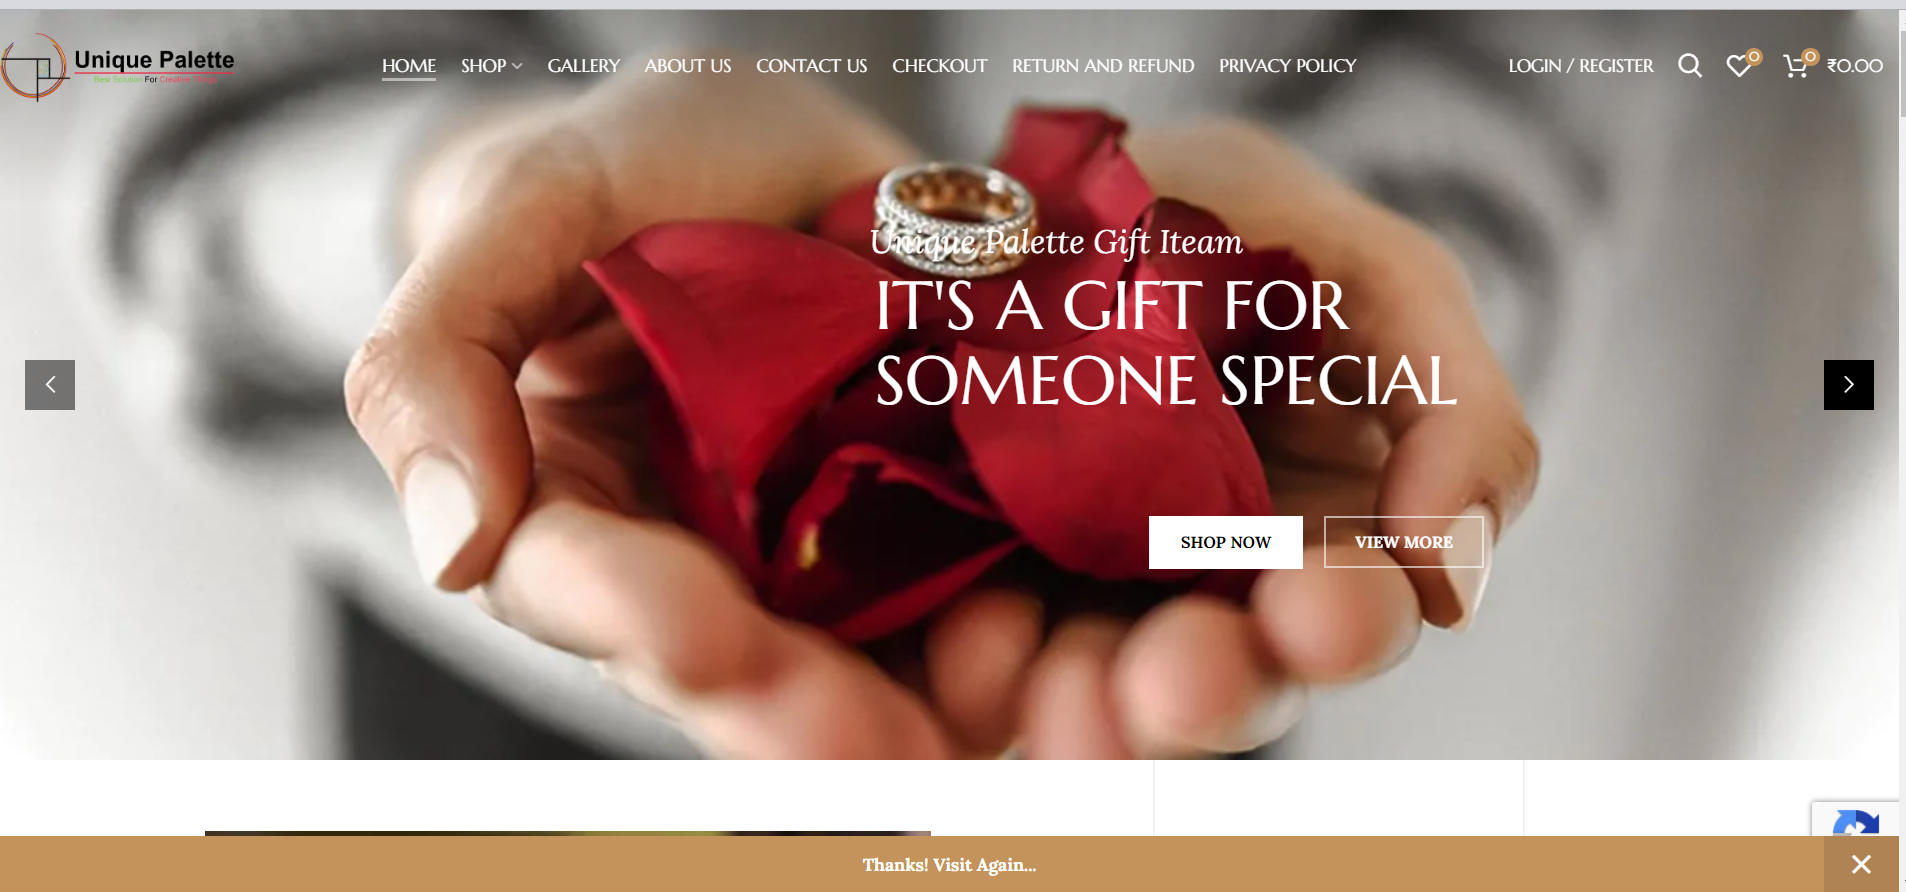 Unique Palette
Best Solution For Creative
HOME
SHOP
GALLERY
ABOUT US
CONTACT US
CHECKOUT
RETURN AND REFUND
PRIVACY POLICY
LOGIN / REGISTER
0
0
₹0.00
Unique Palette Gift Iteam
IT'S A GIFT FOR
SOMEONE SPECIAL
SHOP NOW
VIEW MORE
Thanks! Visit Again...